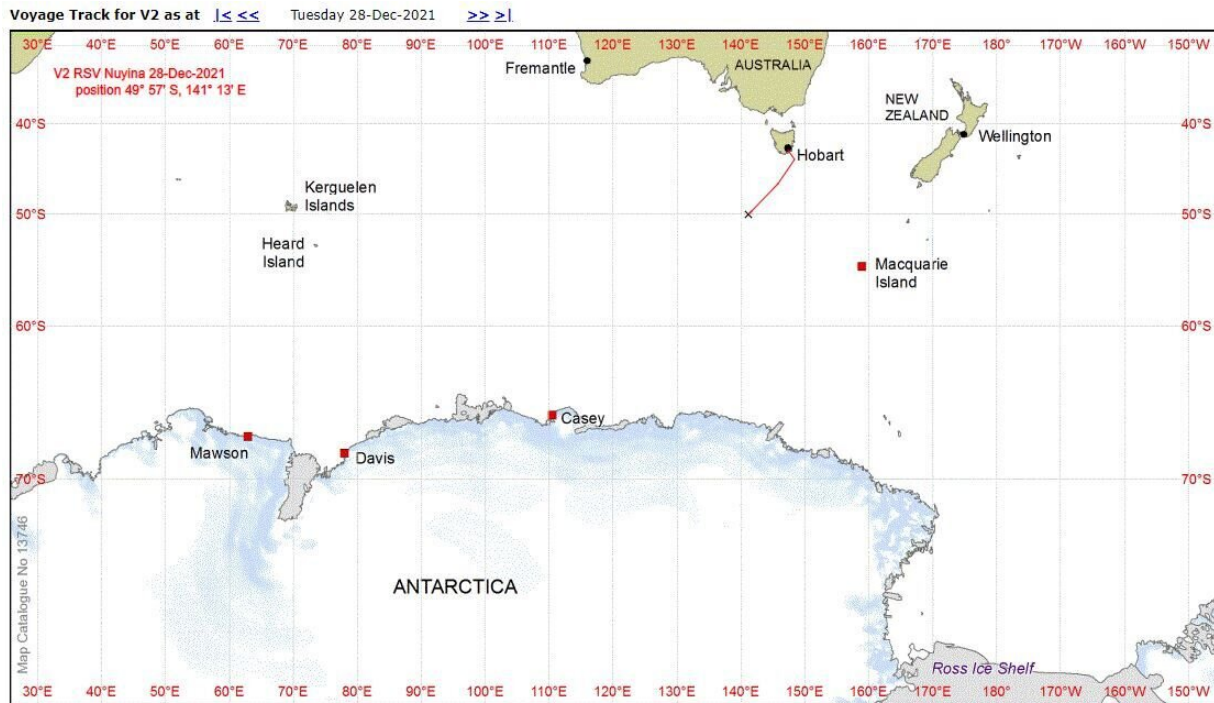 Voyage Track for V2 as at |< << Tuesday 28-Dec-2021 >> >|
30°E 40°E 50°E 60°E 70°E 80°E 90°E 100°E 110°E 120°E 130°E 140°E 150°E 160°E 170°E 180° 170°W 160°W 150°W
V2 RSV Nuyina 28-Dec-2021
position 49° 57' S, 141° 13' E
Fremantle
AUSTRALIA
NEW
ZEALAND
Wellington
40°S
40°S
Hobart
Kerguelen
Islands
50°S
50°S
Heard
Island
Macquarie
Island
60°S
60°S
Casey
Mawson
Davis
70°S
70°S
ANTARCTICA
Map Catalogue No 13746
Ross Ice Shelf
30°E 40°E 50°E 60°E 70°E 80°E 90°E 100°E 110°E 120°E 130°E 140°E 150°E 160°E 170°E 180° 170°W 160°W 150°W